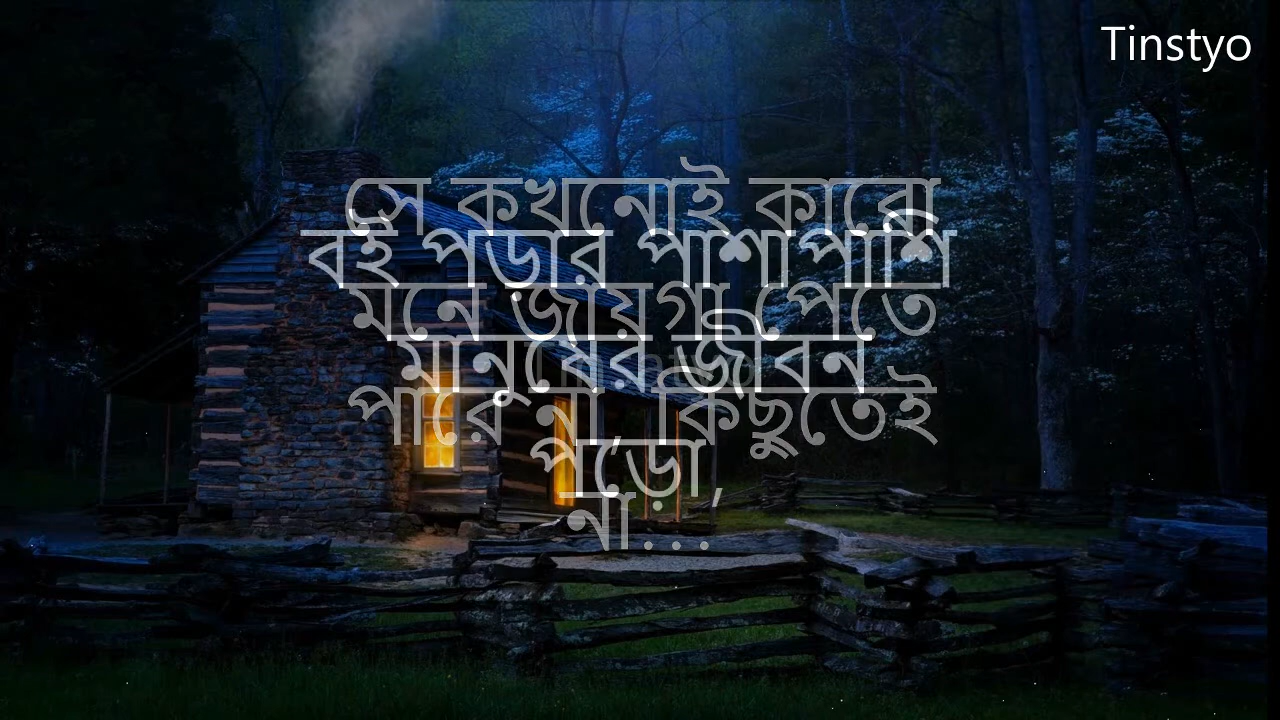 Tinstyo
সে কখনোই কারো
বই পড়ার পাশাপাশি
মনে জায়গা পেতে
মানুষের জীবন
পারে না, কিছুতেই
পড়ো,
না...